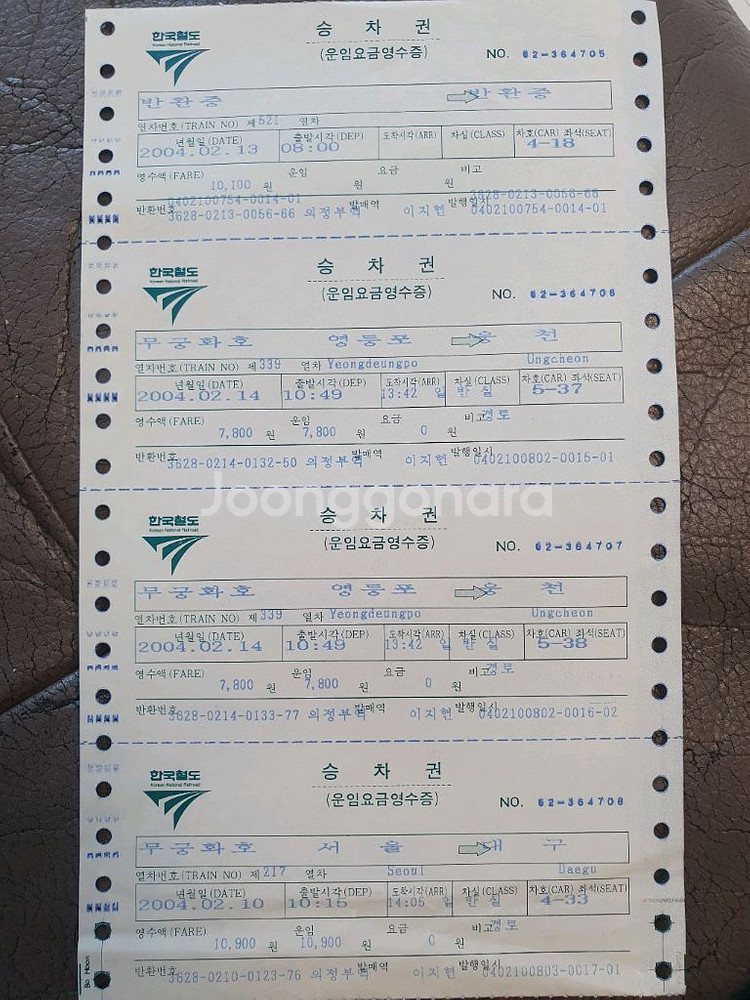 한국철도
Korean National Railroad
승 차 권
(운임요금영수증)
NO. 62-364705
반환증 ⇨ 반환증
열차번호(TRAIN NO) 제521 열차
년월일(DATE) 출발시각(DEP) 도착시각(ARR) 차실(CLASS) 차호(CAR) 좌석(SEAT)
2004.02.13 08:00 4-18
영수액(FARE) 운임 요금 비고
10,100 원 원 원
0402100754-0014-01 3628-0213-0056-66
반환번호 3628-0213-0056-66 의정부역 발매역 이지현 발행일시 0402100754-0014-01
한국철도
Korean National Railroad
승 차 권
(운임요금영수증)
NO. 62-364706
무궁화호 영등포 ⇨ 웅 천
열차번호(TRAIN NO) 제339 열차 Yeongdeungpo Ungcheon
년월일(DATE) 출발시각(DEP) 도착시각(ARR) 차실(CLASS) 차호(CAR) 좌석(SEAT)
2004.02.14 10:49 13:42 일 반 실 5-37
영수액(FARE) 운임 요금 비고 경로
7,800 원 7,800 원 0 원
반환번호 3628-0214-0132-50 의정부역 발매역 이지현 발행일시 0402100802-0015-01
한국철도
Korean National Railroad
승 차 권
(운임요금영수증)
NO. 62-364707
무궁화호 영등포 ⇨ 웅 천
열차번호(TRAIN NO) 제339 열차 Yeongdeungpo Ungcheon
년월일(DATE) 출발시각(DEP) 도착시각(ARR) 차실(CLASS) 차호(CAR) 좌석(SEAT)
2004.02.14 10:49 13:42 일 반 실 5-38
영수액(FARE) 운임 요금 비고 경로
7,800 원 7,800 원 0 원
반환번호 3628-0214-0133-77 의정부역 발매역 이지현 발행일시 0402100802-0016-02
한국철도
Korean National Railroad
승 차 권
(운임요금영수증)
NO. 62-364708
무궁화호 서 울 ⇨ 대 구
열차번호(TRAIN NO) 제217 열차 Seoul Daegu
년월일(DATE) 출발시각(DEP) 도착시각(ARR) 차실(CLASS) 차호(CAR) 좌석(SEAT)
2004.02.10 10:15 14:05 일 반 실 4-33
영수액(FARE) 운임 요금 비고 경로
10,900 원 10,900 원 0 원
반환번호 3628-0210-0123-76 의정부역 발매역 이지현 발행일시 0402100803-0017-01
Joonggonara